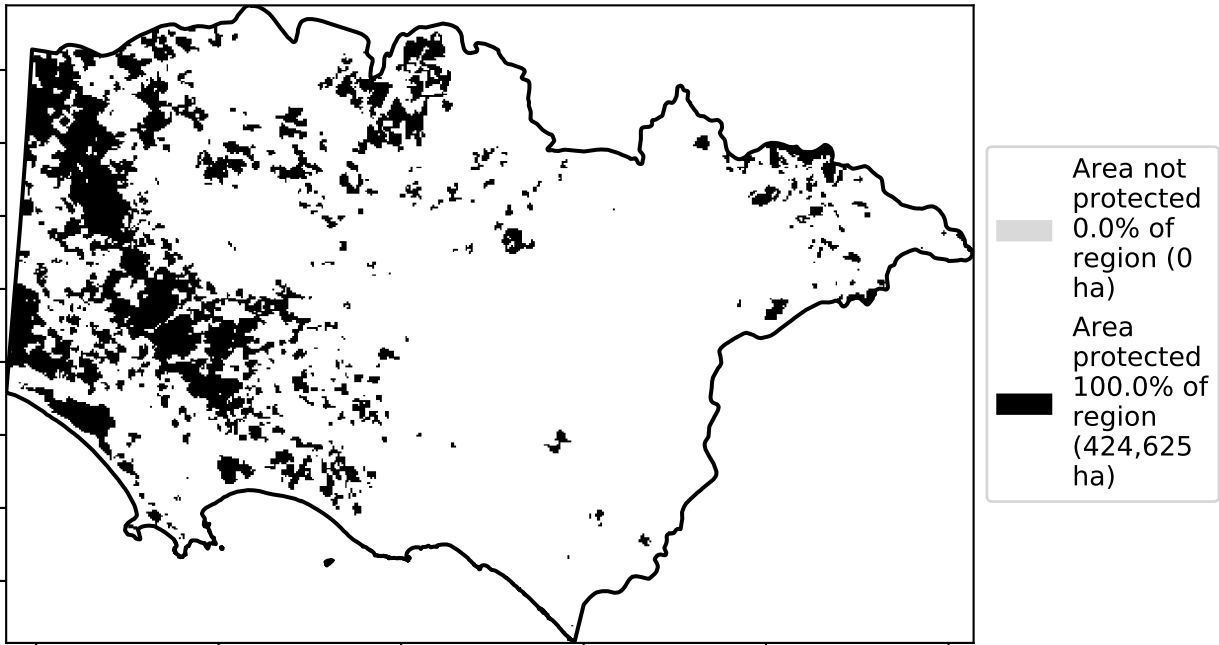 Area not
protected
0.0% of
region (0
ha)
Area
protected
100.0% of
region
(424,625
ha)